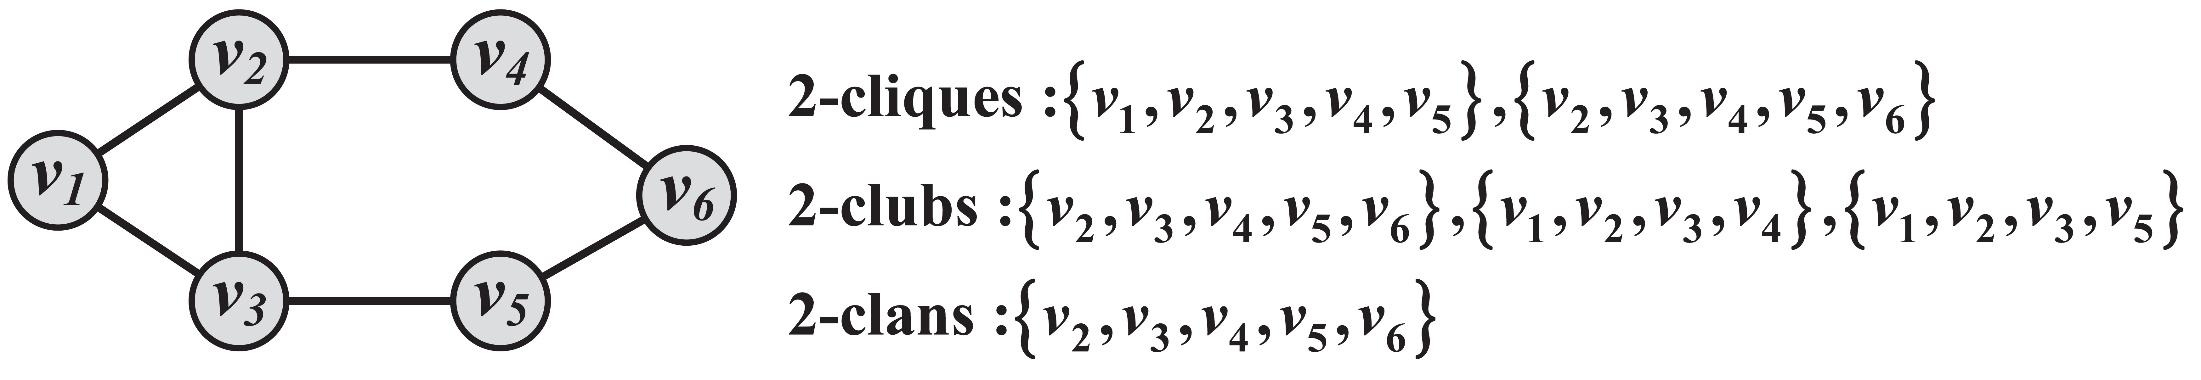 v2 v4
2-cliques :{v1,v2,v3,v4,v5},{v2,v3,v4,v5,v6}
v1 v6 2-clubs :{v2,v3,v4,v5,v6},{v1,v2,v3,v4},{v1,v2,v3,v5}
v3 v5 2-clans :{v2,v3,v4,v5,v6}